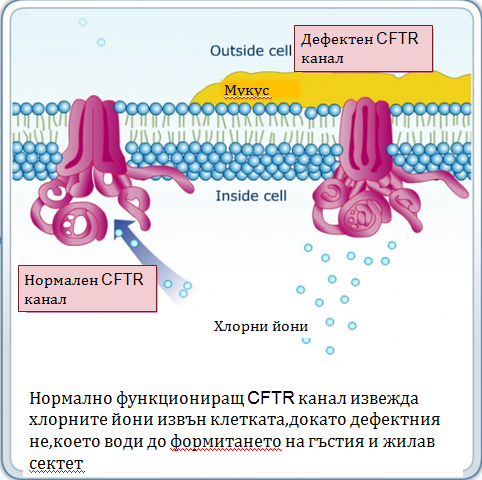 Outside cell
Дефектен CFTR
канал
Мукус
Inside cell
Нормален CFTR
канал
Хлорни йони
Нормално функциониращ CFTR канал извежда
хлорните йони извън клетката,докато дефектния
не,което води до формитането на гъстия и жилав
сектет